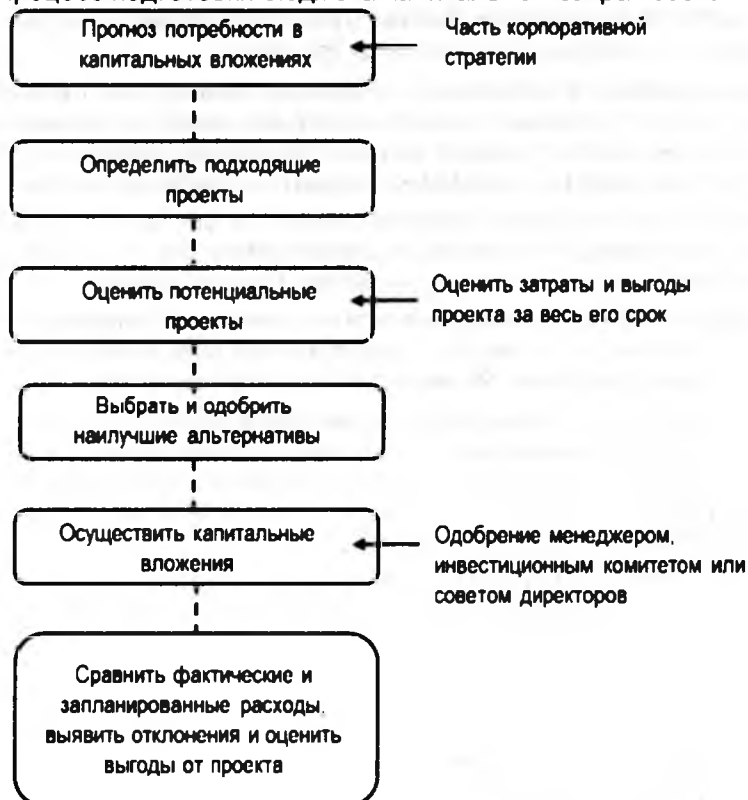 Прогноз потребности в
капитальных вложениях
Часть корпоративной
стратегии
Определить подходящие
проекты
Оценить потенциальные
проекты
Оценить затраты и выгоды
проекта за весь его срок
Выбрать и одобрить
наилучшие альтернативы
Осуществить капитальные
вложения
Одобрение менеджером,
инвестиционным комитетом или
советом директоров
Сравнить фактические и
запланированные расходы,
выявить отклонения и оценить
выгоды от проекта